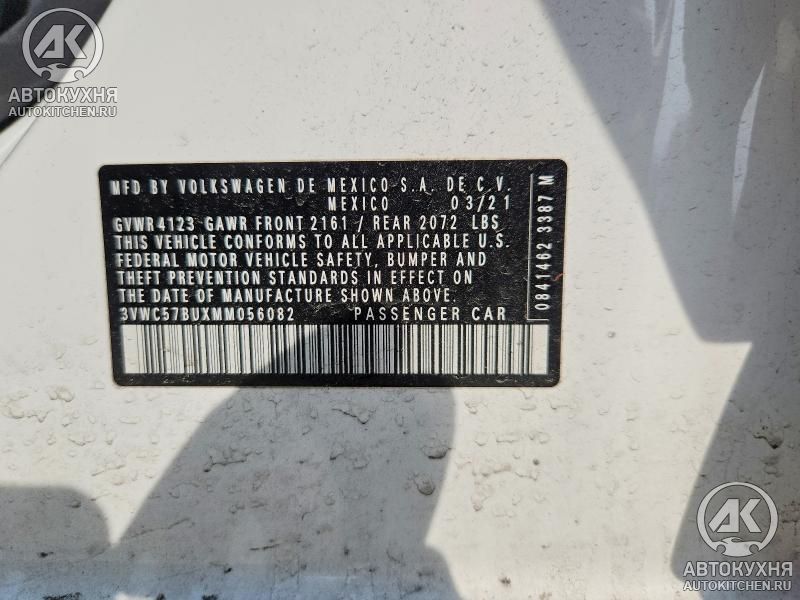 AK
АВТОКУХНЯ
AUTOKITCHEN.RU
MFD BY VOLKSWAGEN DE MEXICO S.A. DE C.V.
MEXICO 03/21
GVWR 4123 GAWR FRONT 2161 / REAR 2072 LBS
THIS VEHICLE CONFORMS TO ALL APPLICABLE U.S.
FEDERAL MOTOR VEHICLE SAFETY, BUMPER AND
THEFT PREVENTION STANDARDS IN EFFECT ON
THE DATE OF MANUFACTURE SHOWN ABOVE.
3VWC57BUXMM056082 PASSENGER CAR
0841462 3387 M
AK
АВТОКУХНЯ
AUTOKITCHEN.RU